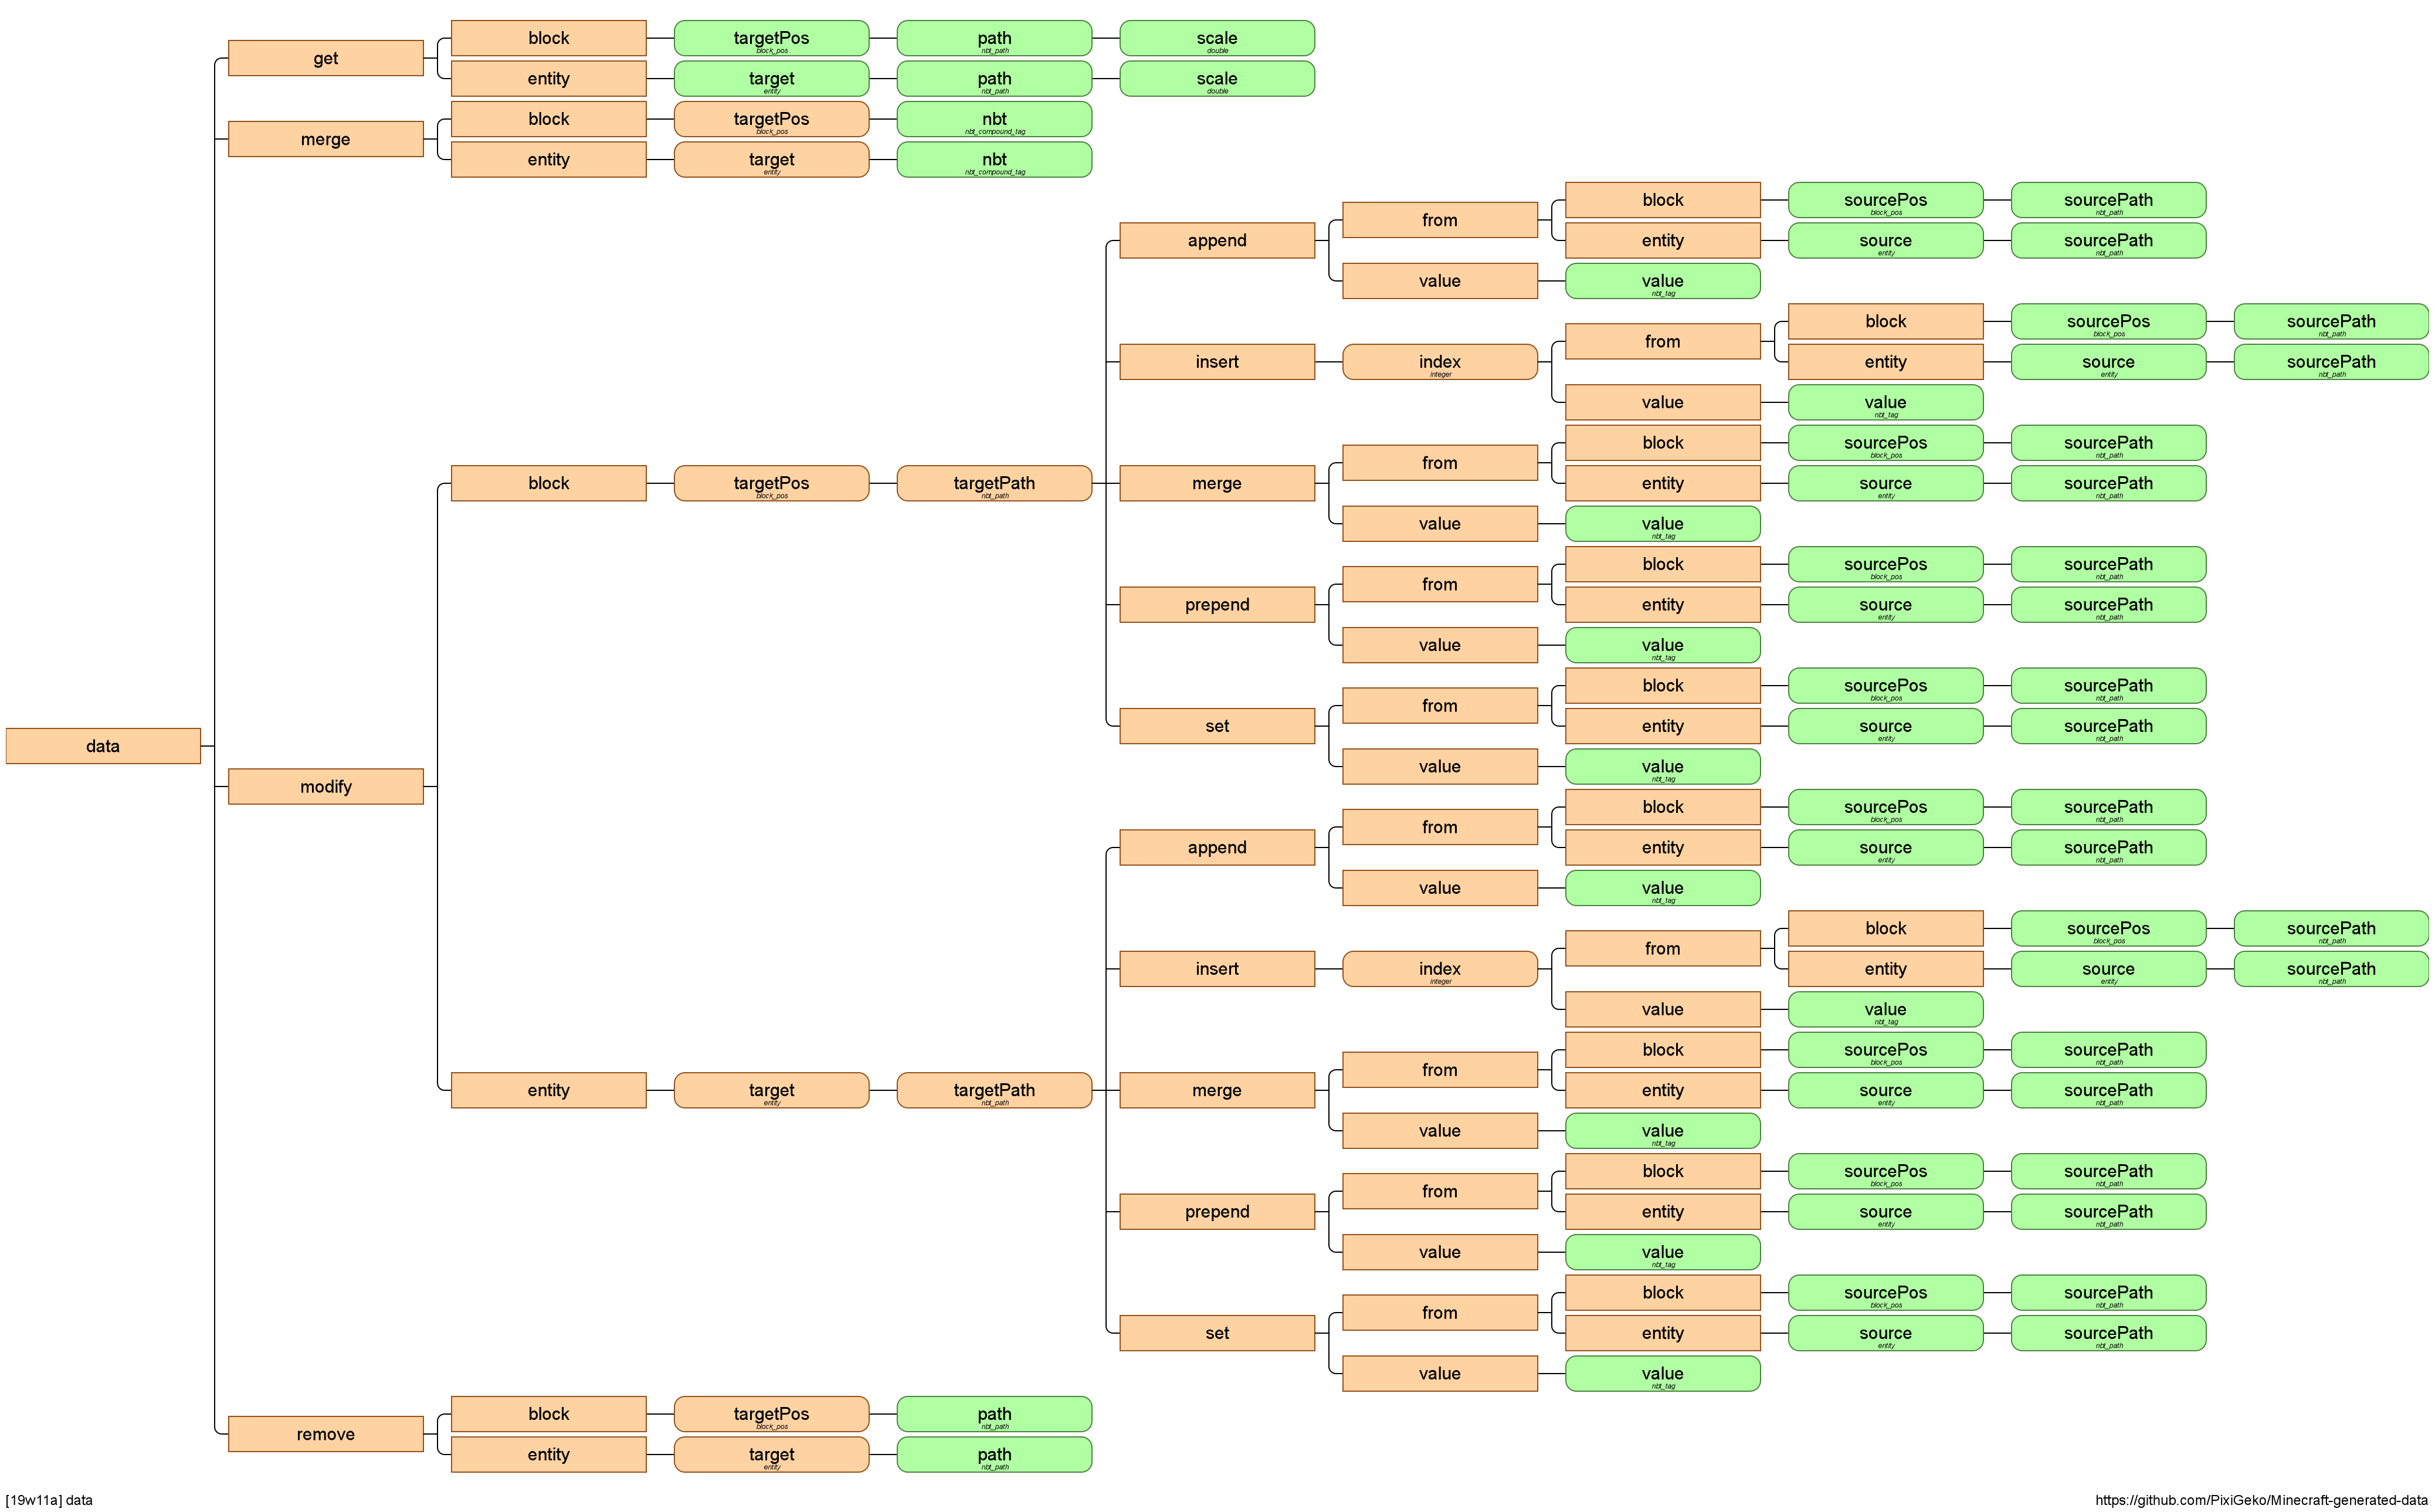 block targetPos path scale
block_pos nbt_path double
get
entity target path scale
entity nbt_path double
block targetPos nbt
block_pos nbt_compound_tag
merge
entity target nbt
entity nbt_compound_tag
block sourcePos sourcePath
block_pos nbt_path
from
append entity source sourcePath
entity nbt_path
value value
nbt_tag
block sourcePos sourcePath
block_pos nbt_path
from
insert index entity source sourcePath
integer entity nbt_path
value value
nbt_tag
block sourcePos sourcePath
block_pos nbt_path
from
block targetPos targetPath merge entity source sourcePath
block_pos nbt_path entity nbt_path
value value
nbt_tag
block sourcePos sourcePath
block_pos nbt_path
from
prepend entity source sourcePath
entity nbt_path
value value
nbt_tag
block sourcePos sourcePath
block_pos nbt_path
from
set entity source sourcePath
entity nbt_path
data
value value
nbt_tag
modify
block sourcePos sourcePath
block_pos nbt_path
from
append entity source sourcePath
entity nbt_path
value value
nbt_tag
block sourcePos sourcePath
block_pos nbt_path
from
insert index entity source sourcePath
integer entity nbt_path
value value
nbt_tag
block sourcePos sourcePath
block_pos nbt_path
from
entity target targetPath merge entity source sourcePath
entity nbt_path entity nbt_path
value value
nbt_tag
block sourcePos sourcePath
block_pos nbt_path
from
prepend entity source sourcePath
entity nbt_path
value value
nbt_tag
block sourcePos sourcePath
block_pos nbt_path
from
set entity source sourcePath
entity nbt_path
value value
nbt_tag
block targetPos path
block_pos nbt_path
remove
entity target path
entity nbt_path
[19w11a] data https://github.com/PixiGeko/Minecraft-generated-data